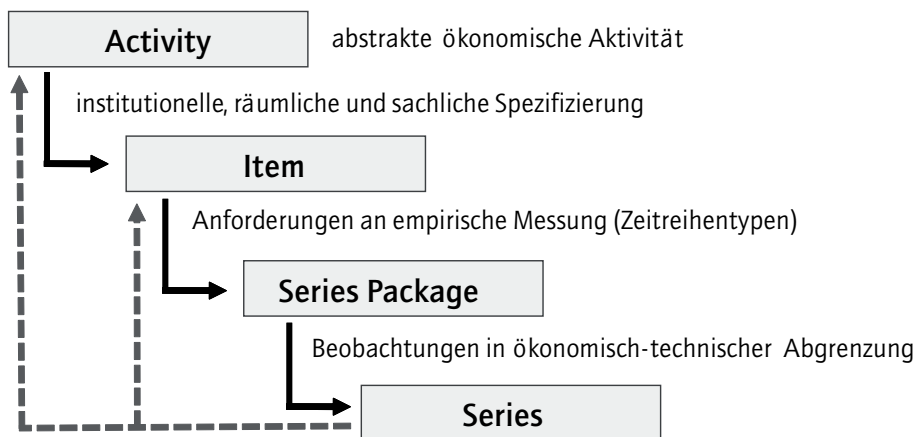 Activity
abstrakte ökonomische Aktivität
institutionelle, räumliche und sachliche Spezifizierung
Item
Anforderungen an empirische Messung (Zeitreihentypen)
Series Package
Beobachtungen in ökonomisch-technischer Abgrenzung
Series